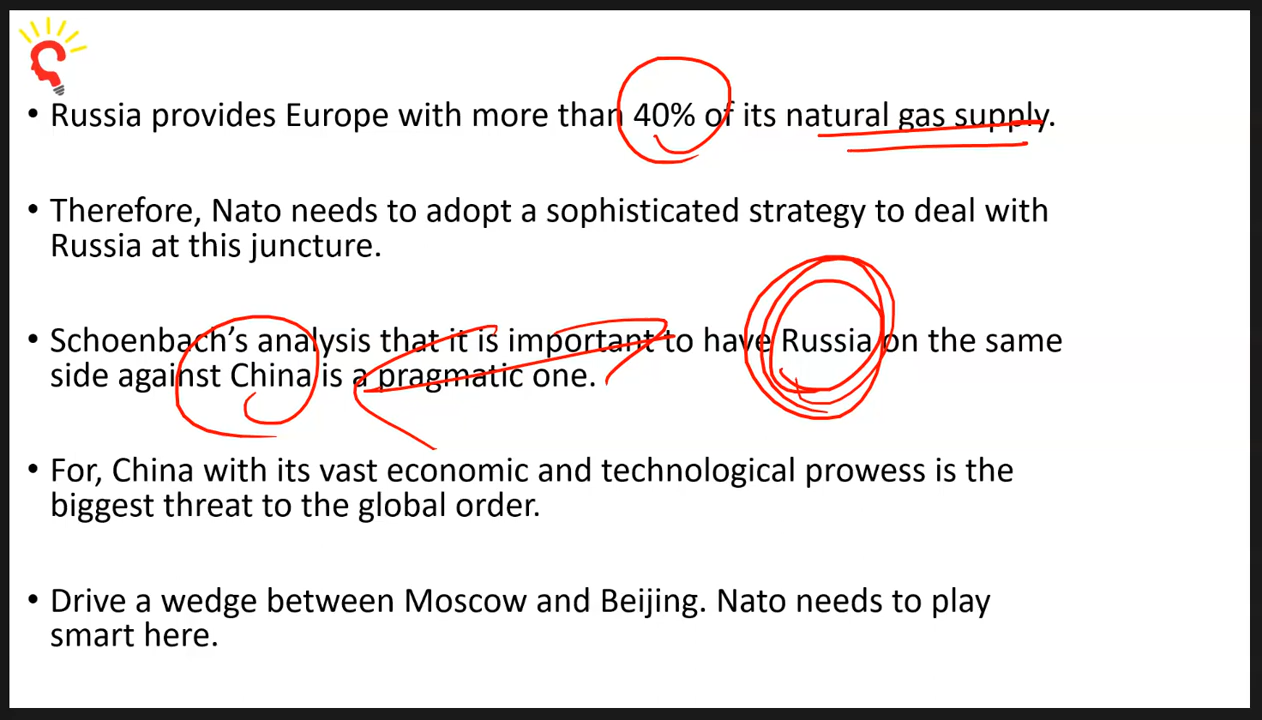 • Russia provides Europe with more than 40% of its natural gas supply.
• Therefore, Nato needs to adopt a sophisticated strategy to deal with
Russia at this juncture.
• Schoenbach’s analysis that it is important to have Russia on the same
side against China is a pragmatic one.
• For, China with its vast economic and technological prowess is the
biggest threat to the global order.
• Drive a wedge between Moscow and Beijing. Nato needs to play
smart here.